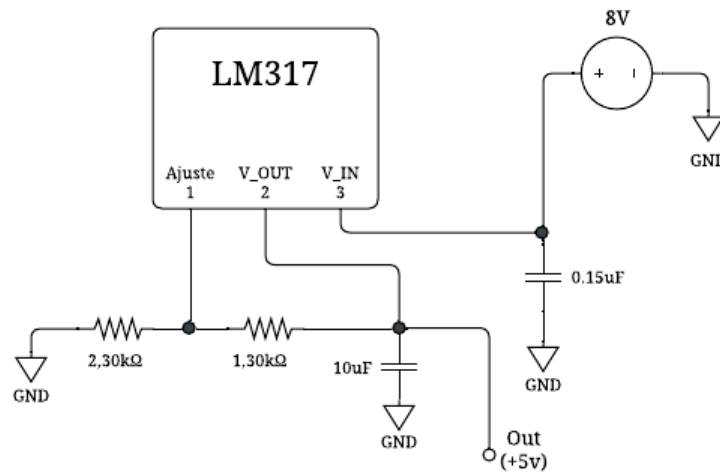 8V
LM317
+ -
GND
Ajuste V_OUT V_IN
1 2 3
0.15uF
2,30kΩ 1,30kΩ 10uF
GND
GND
GND
Out
(+5v)